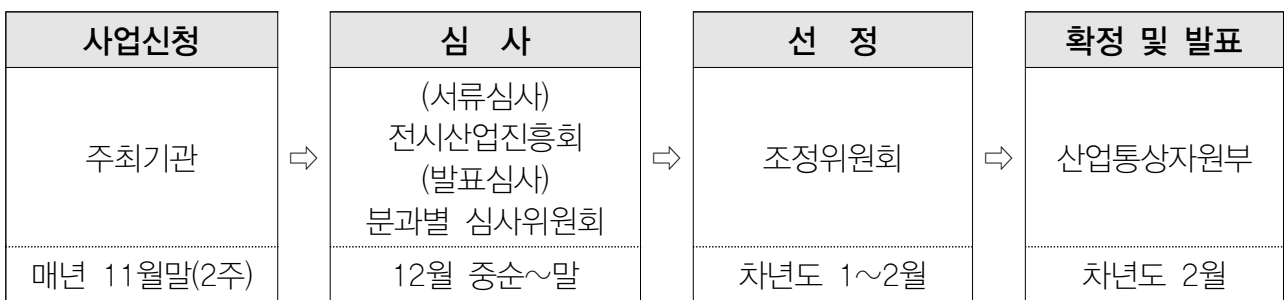 사업신청
주최기관
매년 11월말(2주)
⇨
심 사
(서류심사)
전시산업진흥회
(발표심사)
분과별 심사위원회
12월 중순~말
⇨
선 정
조정위원회
차년도 1~2월
⇨
확정 및 발표
산업통상자원부
차년도 2월